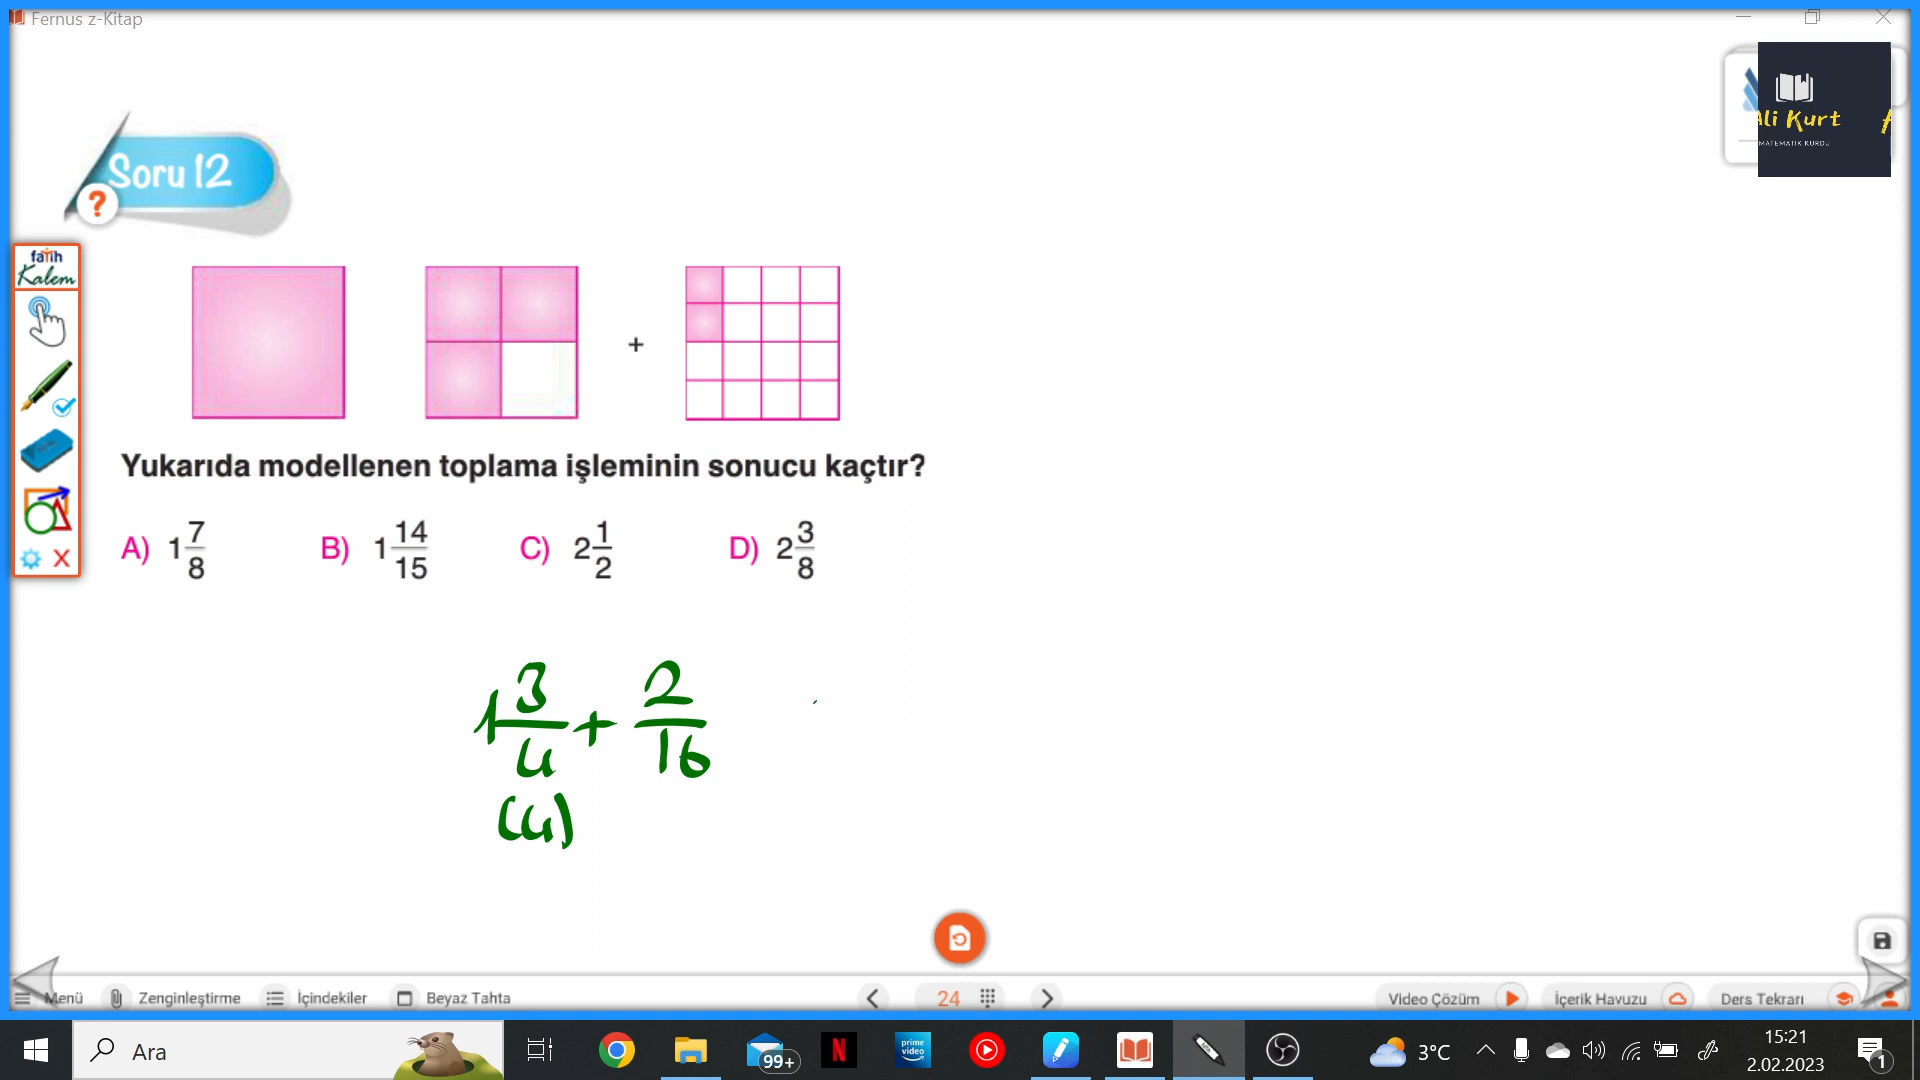 Fernus z-Kitap
Ali Kurt
MATEMATİK KURDU
Soru 12
?
fatih
Kalem
+
Yukarıda modellenen toplama işleminin sonucu kaçtır?
A) 1 7/8 B) 1 14/15 C) 2 1/2 D) 2 3/8
1 3/4 + 2/16
(4)
Menü Zenginleştirme İçindekiler Beyaz Tahta 24 Video Çözüm İçerik Havuzu Ders Tekrarı
Ara 99+ N prime video 3°C 15:21
2.02.2023 1